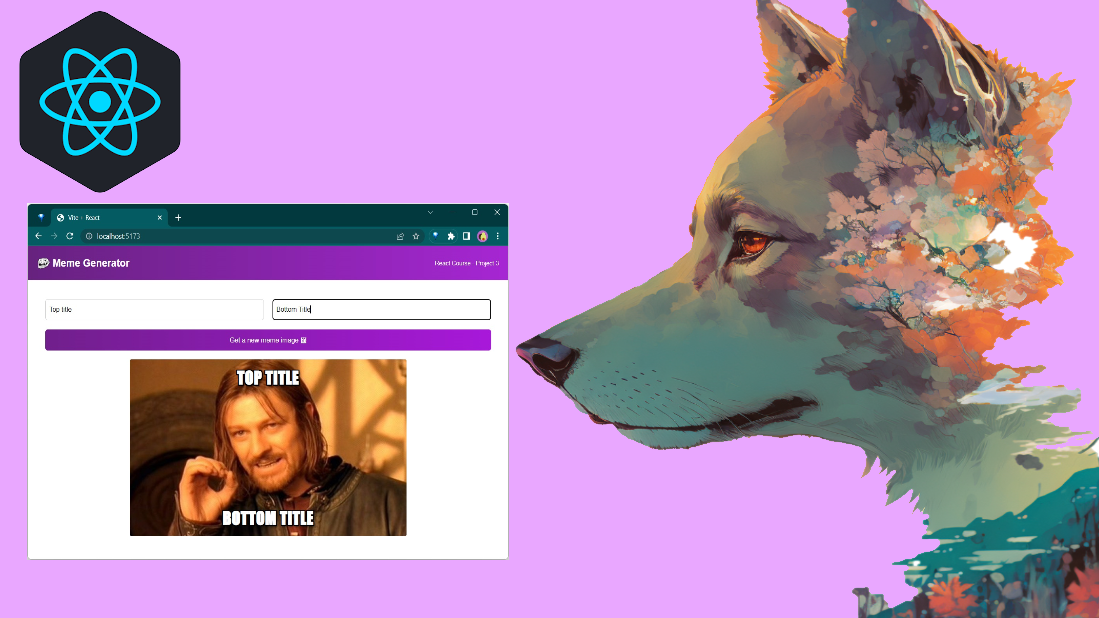 Vite + React
localhost:5173
Meme Generator
React Course - Project 3
Top title
Bottom Title
Get a new meme image
TOP TITLE
BOTTOM TITLE